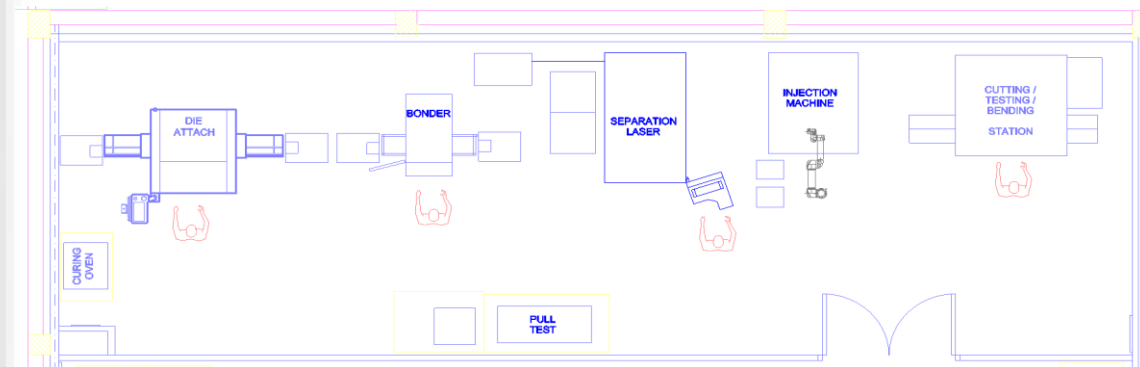 DIE
ATTACH
BONDER
SEPARATION
LASER
INJECTION
MACHINE
CUTTING /
TESTING /
BENDING
STATION
CURING
OVEN
PULL
TEST